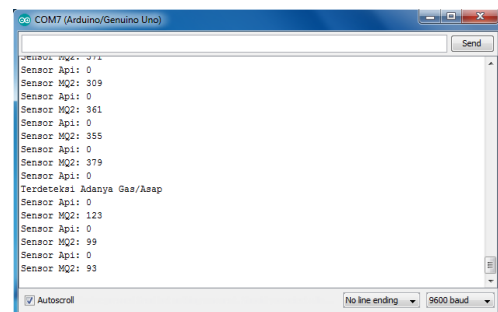 COM7 (Arduino/Genuino Uno)
Send
Sensor MQ2: 371
Sensor Api: 0
Sensor MQ2: 309
Sensor Api: 0
Sensor MQ2: 361
Sensor Api: 0
Sensor MQ2: 355
Sensor Api: 0
Sensor MQ2: 379
Sensor Api: 0
Terdeteksi Adanya Gas/Asap
Sensor Api: 0
Sensor MQ2: 123
Sensor Api: 0
Sensor MQ2: 99
Sensor Api: 0
Sensor MQ2: 93
Autoscroll
No line ending
9600 baud